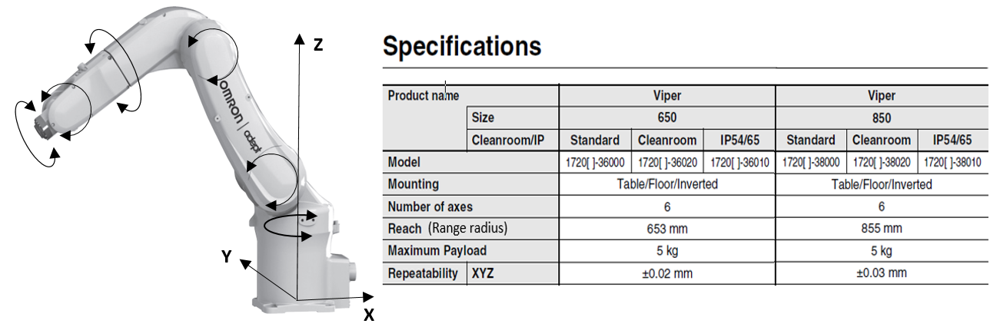 Z
OMRON | adept
Y
X
Specifications
Product name Viper Viper
Size 650 850
Cleanroom/IP Standard Cleanroom IP54/65 Standard Cleanroom IP54/65
Model 1720[ ]-36000 1720[ ]-36020 1720[ ]-36010 1720[ ]-38000 1720[ ]-38020 1720[ ]-38010
Mounting Table/Floor/Inverted Table/Floor/Inverted
Number of axes 6 6
Reach (Range radius) 653 mm 855 mm
Maximum Payload 5 kg 5 kg
Repeatability XYZ ±0.02 mm ±0.03 mm